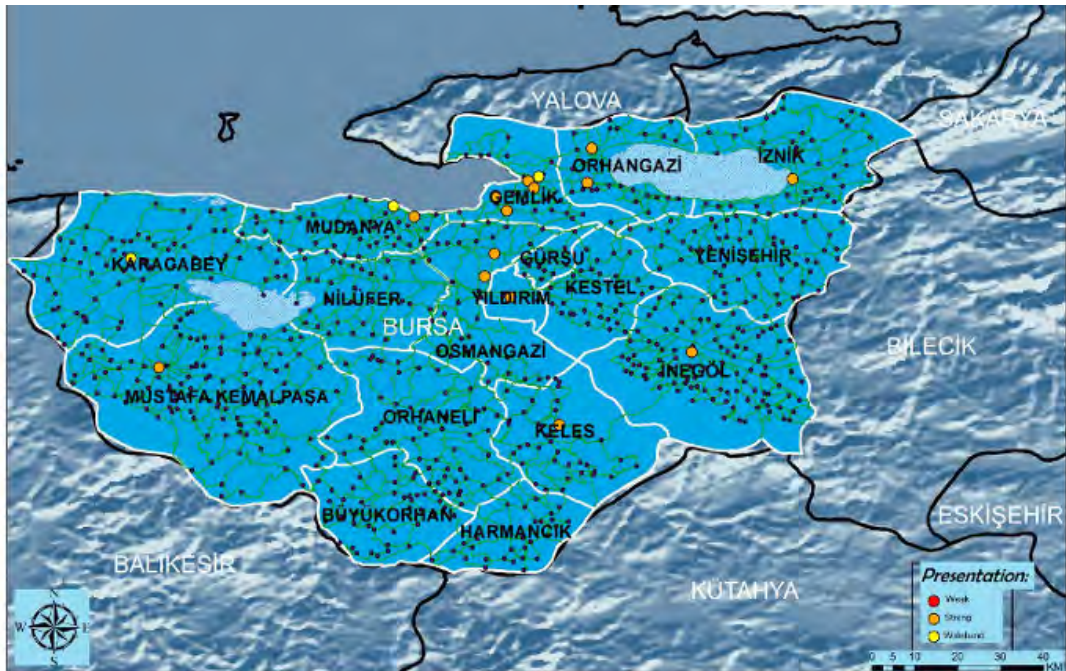 YALOVA
SAKARYA
ORHANGAZİ
İZNİK
GEMLİK
MUDANYA
KARACABEY
GÜRSU
YENİŞEHİR
NİLÜFER
YILDIRIM
KESTEL
BURSA
OSMANGAZİ
BİLECİK
İNEGÖL
MUSTAFA KEMALPAŞA
ORHANELİ
KELES
BÜYÜKORHAN
HARMANCIK
ESKİŞEHİR
BALIKESİR
KÜTAHYA
N
W E
S
Presentation:
Weak
Strong
0 5 10 20 30 40
KM